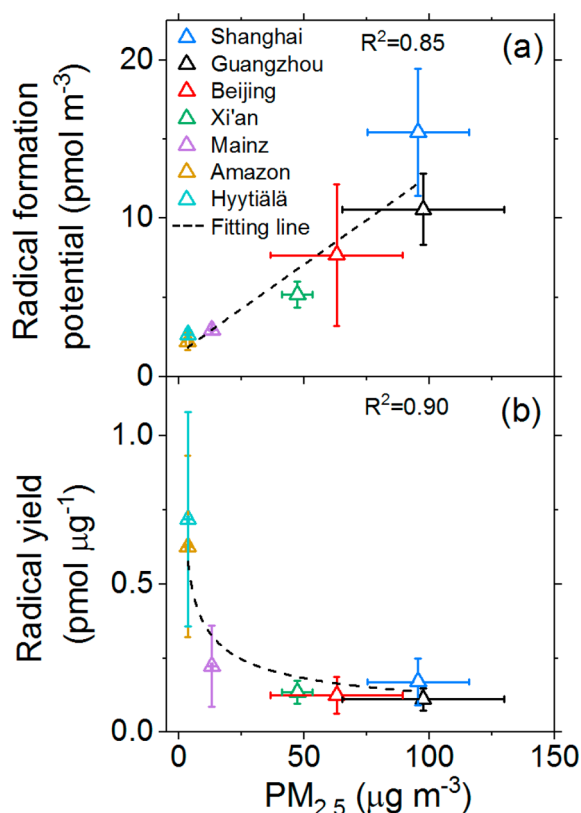 Shanghai
Guangzhou
Beijing
Xi'an
Mainz
Amazon
Hyytiälä
Fitting line
R²=0.85
(a)
20
10
0
Radical formation
potential (pmol m⁻³)
R²=0.90
(b)
1.0
0.5
0.0
Radical yield
(pmol μg⁻¹)
0 50 100 150
PM₂.₅ (μg m⁻³)